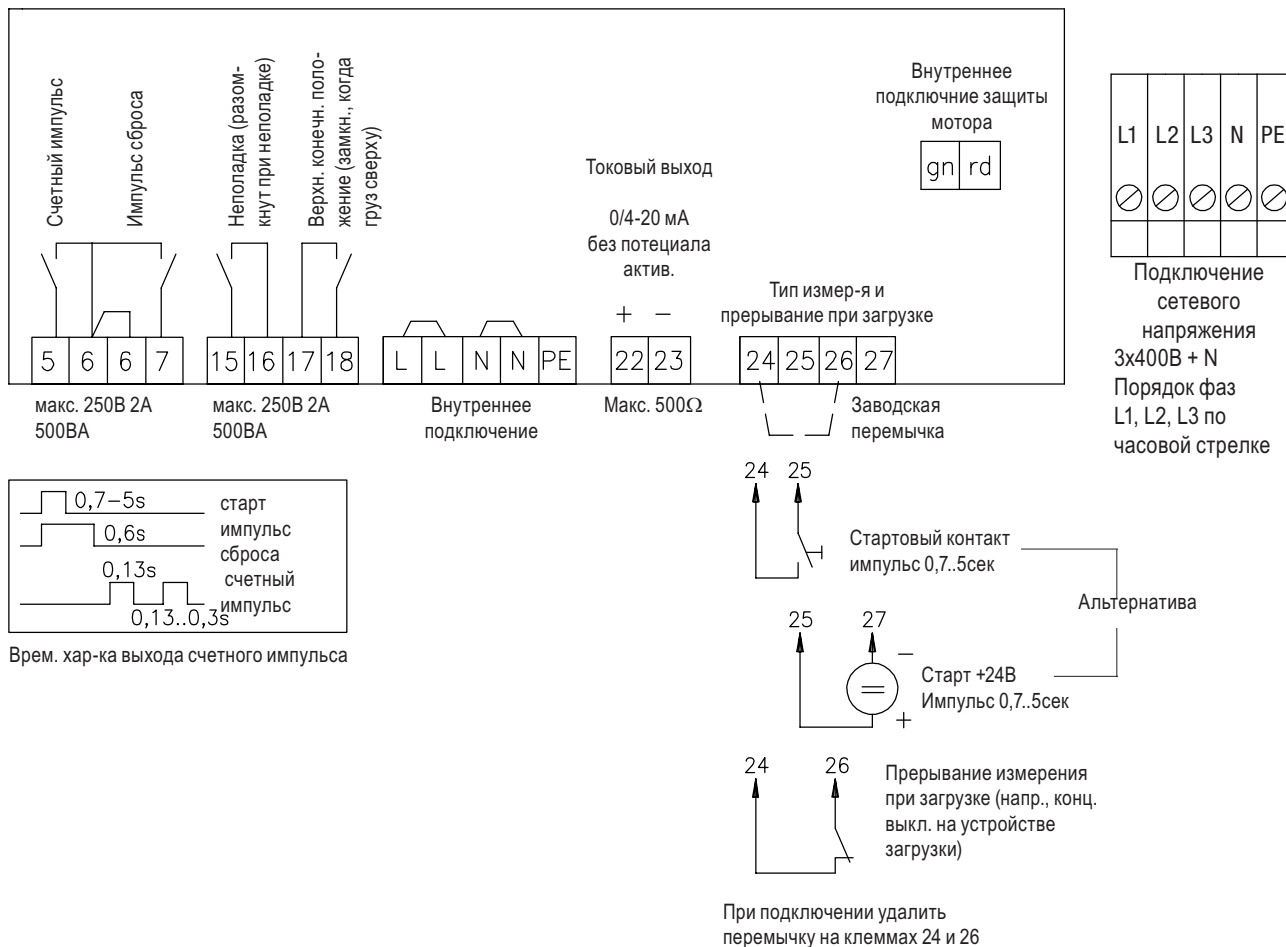 Счетный импульс
Импульс сброса
Неполадка (разом-
кнут при неполадке)
Верхн. конечн. поло-
жение (замкн., когда
груз сверху)
Токовый выход
0/4-20 мА
без потециала
актив.
+ −
Тип измер-я и
прерывание при загрузке
Внутреннее
подключние защиты
мотора
gn rd
5 6 6 7
15 16 17 18
L L N N PE
22 23
24 25 26 27
макс. 250В 2А
500ВА
макс. 250В 2А
500ВА
Внутреннее
подключение
Макс. 500Ω
Заводская
перемычка
L1 L2 L3 N PE
Подключение
сетевого
напряжения
3х400В + N
Порядок фаз
L1, L2, L3 по
часовой стрелке
0,7−5s старт
импульс
0,6s
сброса
0,13s счетный
импульс
0,13..0,3s
Врем. хар-ка выхода счетного импульса
24 25
Стартовый контакт
импульс 0,7..5сек
Альтернатива
25 27
−
Старт +24В
Импульс 0,7..5сек
+
24 26
Прерывание измерения
при загрузке (напр., конц.
выкл. на устройстве
загрузки)
При подключении удалить
перемычку на клеммах 24 и 26